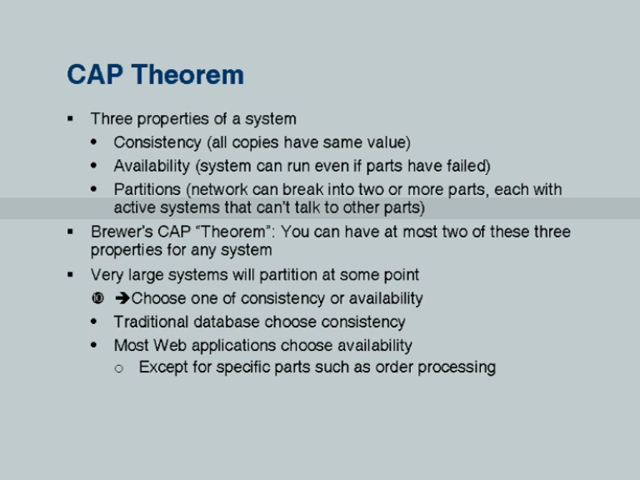 CAP Theorem
▪ Three properties of a system
• Consistency (all copies have same value)
• Availability (system can run even if parts have failed)
• Partitions (network can break into two or more parts, each with
active systems that can't talk to other parts)
▪ Brewer's CAP "Theorem": You can have at most two of these three
properties for any system
▪ Very large systems will partition at some point
❿ ➔Choose one of consistency or availability
• Traditional database choose consistency
• Most Web applications choose availability
o Except for specific parts such as order processing